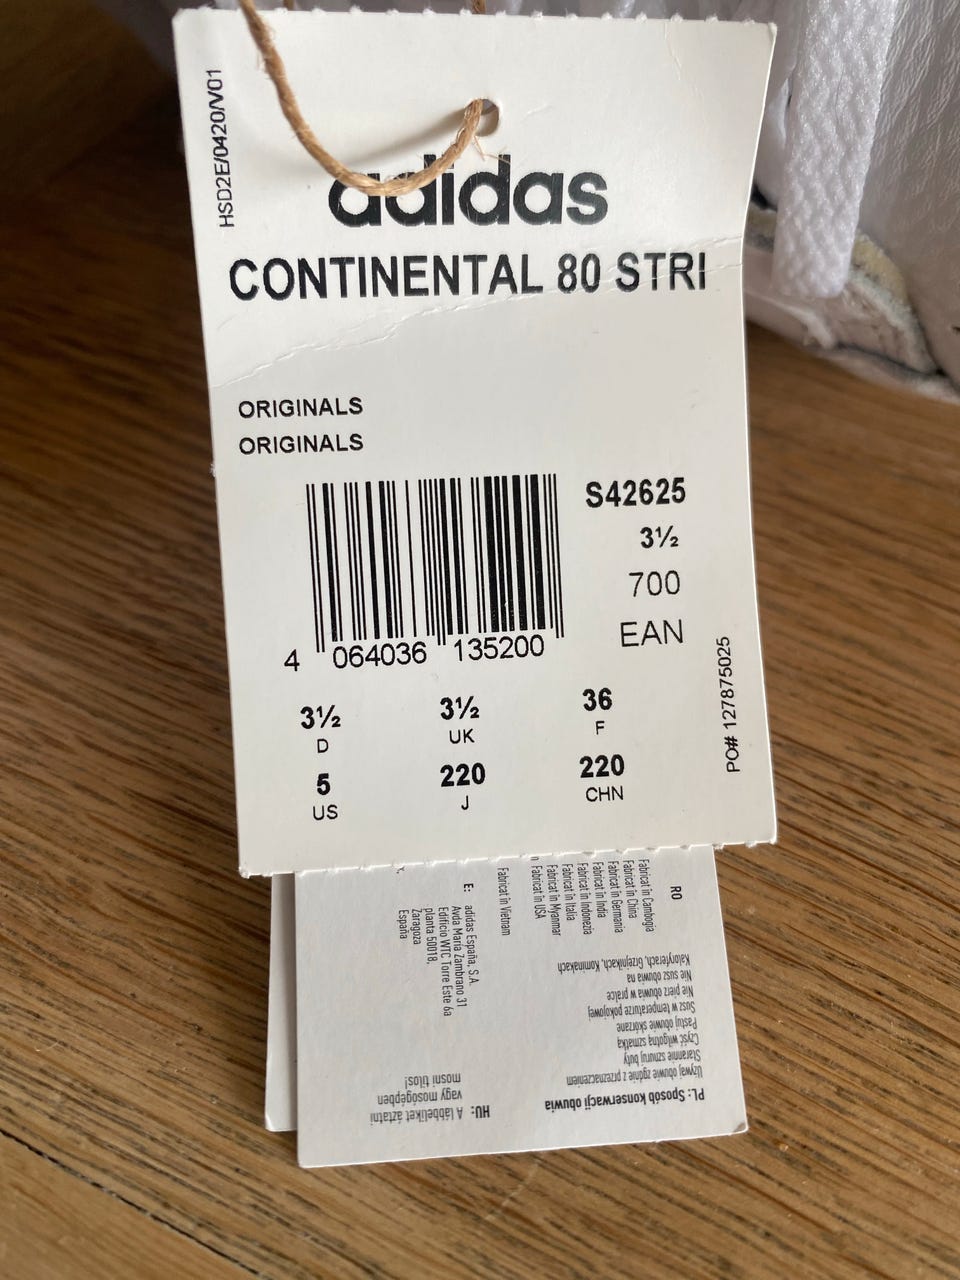 HSD2E/0420/V01
adidas
CONTINENTAL 80 STRI
ORIGINALS
ORIGINALS
S42625
3½
700
EAN
4 064036 135200
3½ 3½ 36
D UK F
5 220 220
US J CHN
PO# 127875025
RO
Fabricat în Cambogia
Fabricat în China
Fabricat în Germania
Fabricat în India
Fabricat în Indonezia
Fabricat în Italia
Fabricat în Myanmar
Fabricat în USA
Fabricat în Vietnam
E: adidas España, S.A.
Avda María Zambrano 31
Edificio WTC Torre Este 6a
planta 50018,
Zaragoza
España
PL: Sposób konserwacji obuwia
Używaj obuwie zgodnie z przeznaczeniem
Starannie sznuruj buty
Czyść wilgotną szmatką
Pastuj obuwie skórzane
Susz w temperaturze pokojowej
Nie pierz obuwia w pralce
Nie susz obuwia na
Kaloryferach, Grzejnikach, Kominkach
HU: A lábbeliket áztatni
vagy mosógépben
mosni tilos!